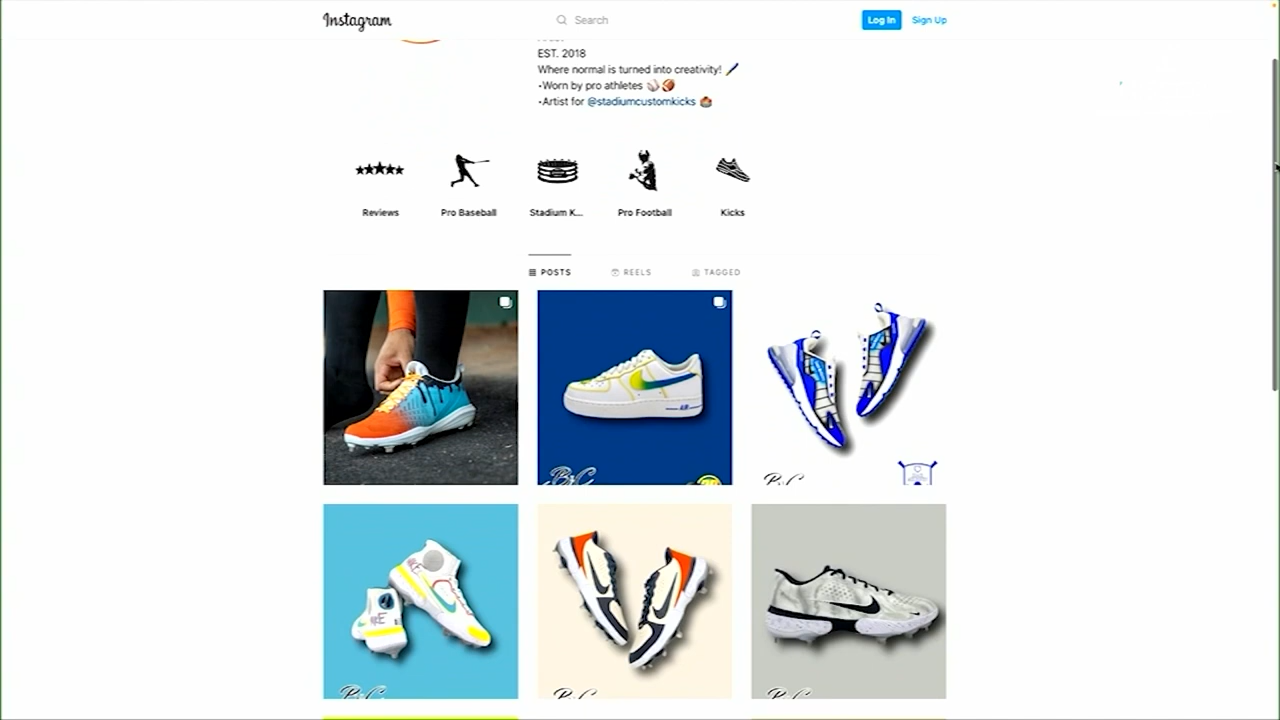 Instagram
Search
Log In
Sign Up
EST. 2018
Where normal is turned into creativity!
•Worn by pro athletes
•Artist for @stadiumcustomkicks
Reviews
Pro Baseball
Stadium K...
Pro Football
Kicks
POSTS
REELS
TAGGED
AIR